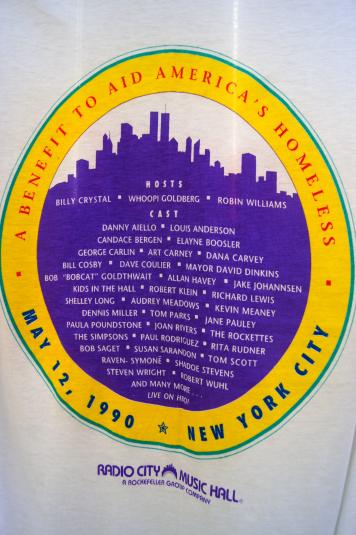 A BENEFIT TO AID AMERICA'S HOMELESS
HOSTS
BILLY CRYSTAL ▪ WHOOPI GOLDBERG ▪ ROBIN WILLIAMS
CAST
DANNY AIELLO ▪ LOUIS ANDERSON
CANDACE BERGEN ▪ ELAYNE BOOSLER
GEORGE CARLIN ▪ ART CARNEY ▪ DANA CARVEY
BILL COSBY ▪ DAVE COULIER ▪ MAYOR DAVID DINKINS
BOB "BOBCAT" GOLDTHWAIT ▪ ALLAN HAVEY ▪ JAKE JOHANNSEN
KIDS IN THE HALL ▪ ROBERT KLEIN ▪ RICHARD LEWIS
SHELLEY LONG ▪ AUDREY MEADOWS ▪ KEVIN MEANEY
DENNIS MILLER ▪ TOM PARKS ▪ JANE PAULEY
PAULA POUNDSTONE ▪ JOAN RIVERS ▪ THE ROCKETTES
THE SIMPSONS ▪ PAUL RODRIGUEZ ▪ RITA RUDNER
BOB SAGET ▪ SUSAN SARANDON ▪ TOM SCOTT
RAVEN- SYMONÉ ▪ SHADOE STEVENS
STEVEN WRIGHT ▪ ROBERT WUHL
AND MANY MORE . . .
LIVE ON HBO!
MAY 12, 1990 ☆ NEW YORK CITY
RADIO CITY MUSIC HALL®
A ROCKEFELLER GROUP COMPANY